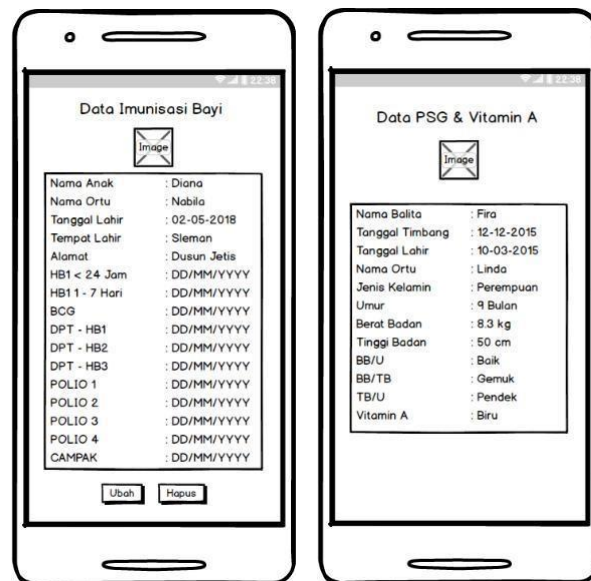 22:38
Data Imunisasi Bayi
Image
Nama Anak : Diana
Nama Ortu : Nabila
Tanggal Lahir : 02-05-2018
Tempat Lahir : Sleman
Alamat : Dusun Jetis
HB1 < 24 Jam : DD/MM/YYYY
HB1 1 - 7 Hari : DD/MM/YYYY
BCG : DD/MM/YYYY
DPT - HB1 : DD/MM/YYYY
DPT - HB2 : DD/MM/YYYY
DPT - HB3 : DD/MM/YYYY
POLIO 1 : DD/MM/YYYY
POLIO 2 : DD/MM/YYYY
POLIO 3 : DD/MM/YYYY
POLIO 4 : DD/MM/YYYY
CAMPAK : DD/MM/YYYY
Ubah Hapus
22:38
Data PSG & Vitamin A
Image
Nama Balita : Fira
Tanggal Timbang : 12-12-2015
Tanggal Lahir : 10-03-2015
Nama Ortu : Linda
Jenis Kelamin : Perempuan
Umur : 9 Bulan
Berat Badan : 8.3 kg
Tinggi Badan : 50 cm
BB/U : Baik
BB/TB : Gemuk
TB/U : Pendek
Vitamin A : Biru